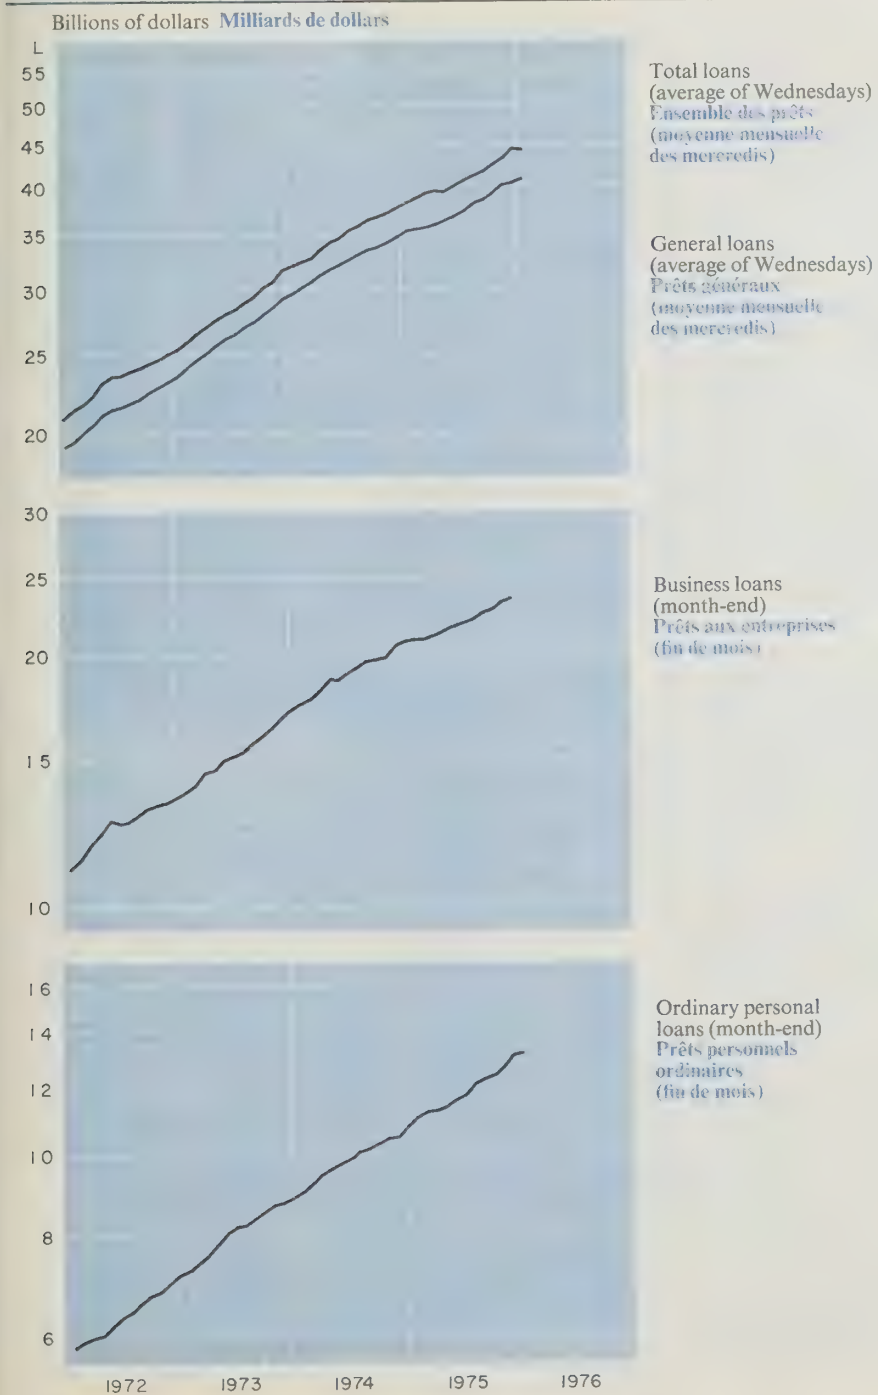 Billions of dollars Milliards de dollars
L
55
50
45
40
35
30
25
20
Total loans
(average of Wednesdays)
Ensemble des prêts
(moyenne mensuelle
des mercredis)
General loans
(average of Wednesdays)
Prêts généraux
(moyenne mensuelle
des mercredis)
30
25
20
15
10
Business loans
(month-end)
Prêts aux entreprises
(fin de mois)
16
14
12
10
8
6
Ordinary personal
loans (month-end)
Prêts personnels
ordinaires
(fin de mois)
1972 1973 1974 1975 1976